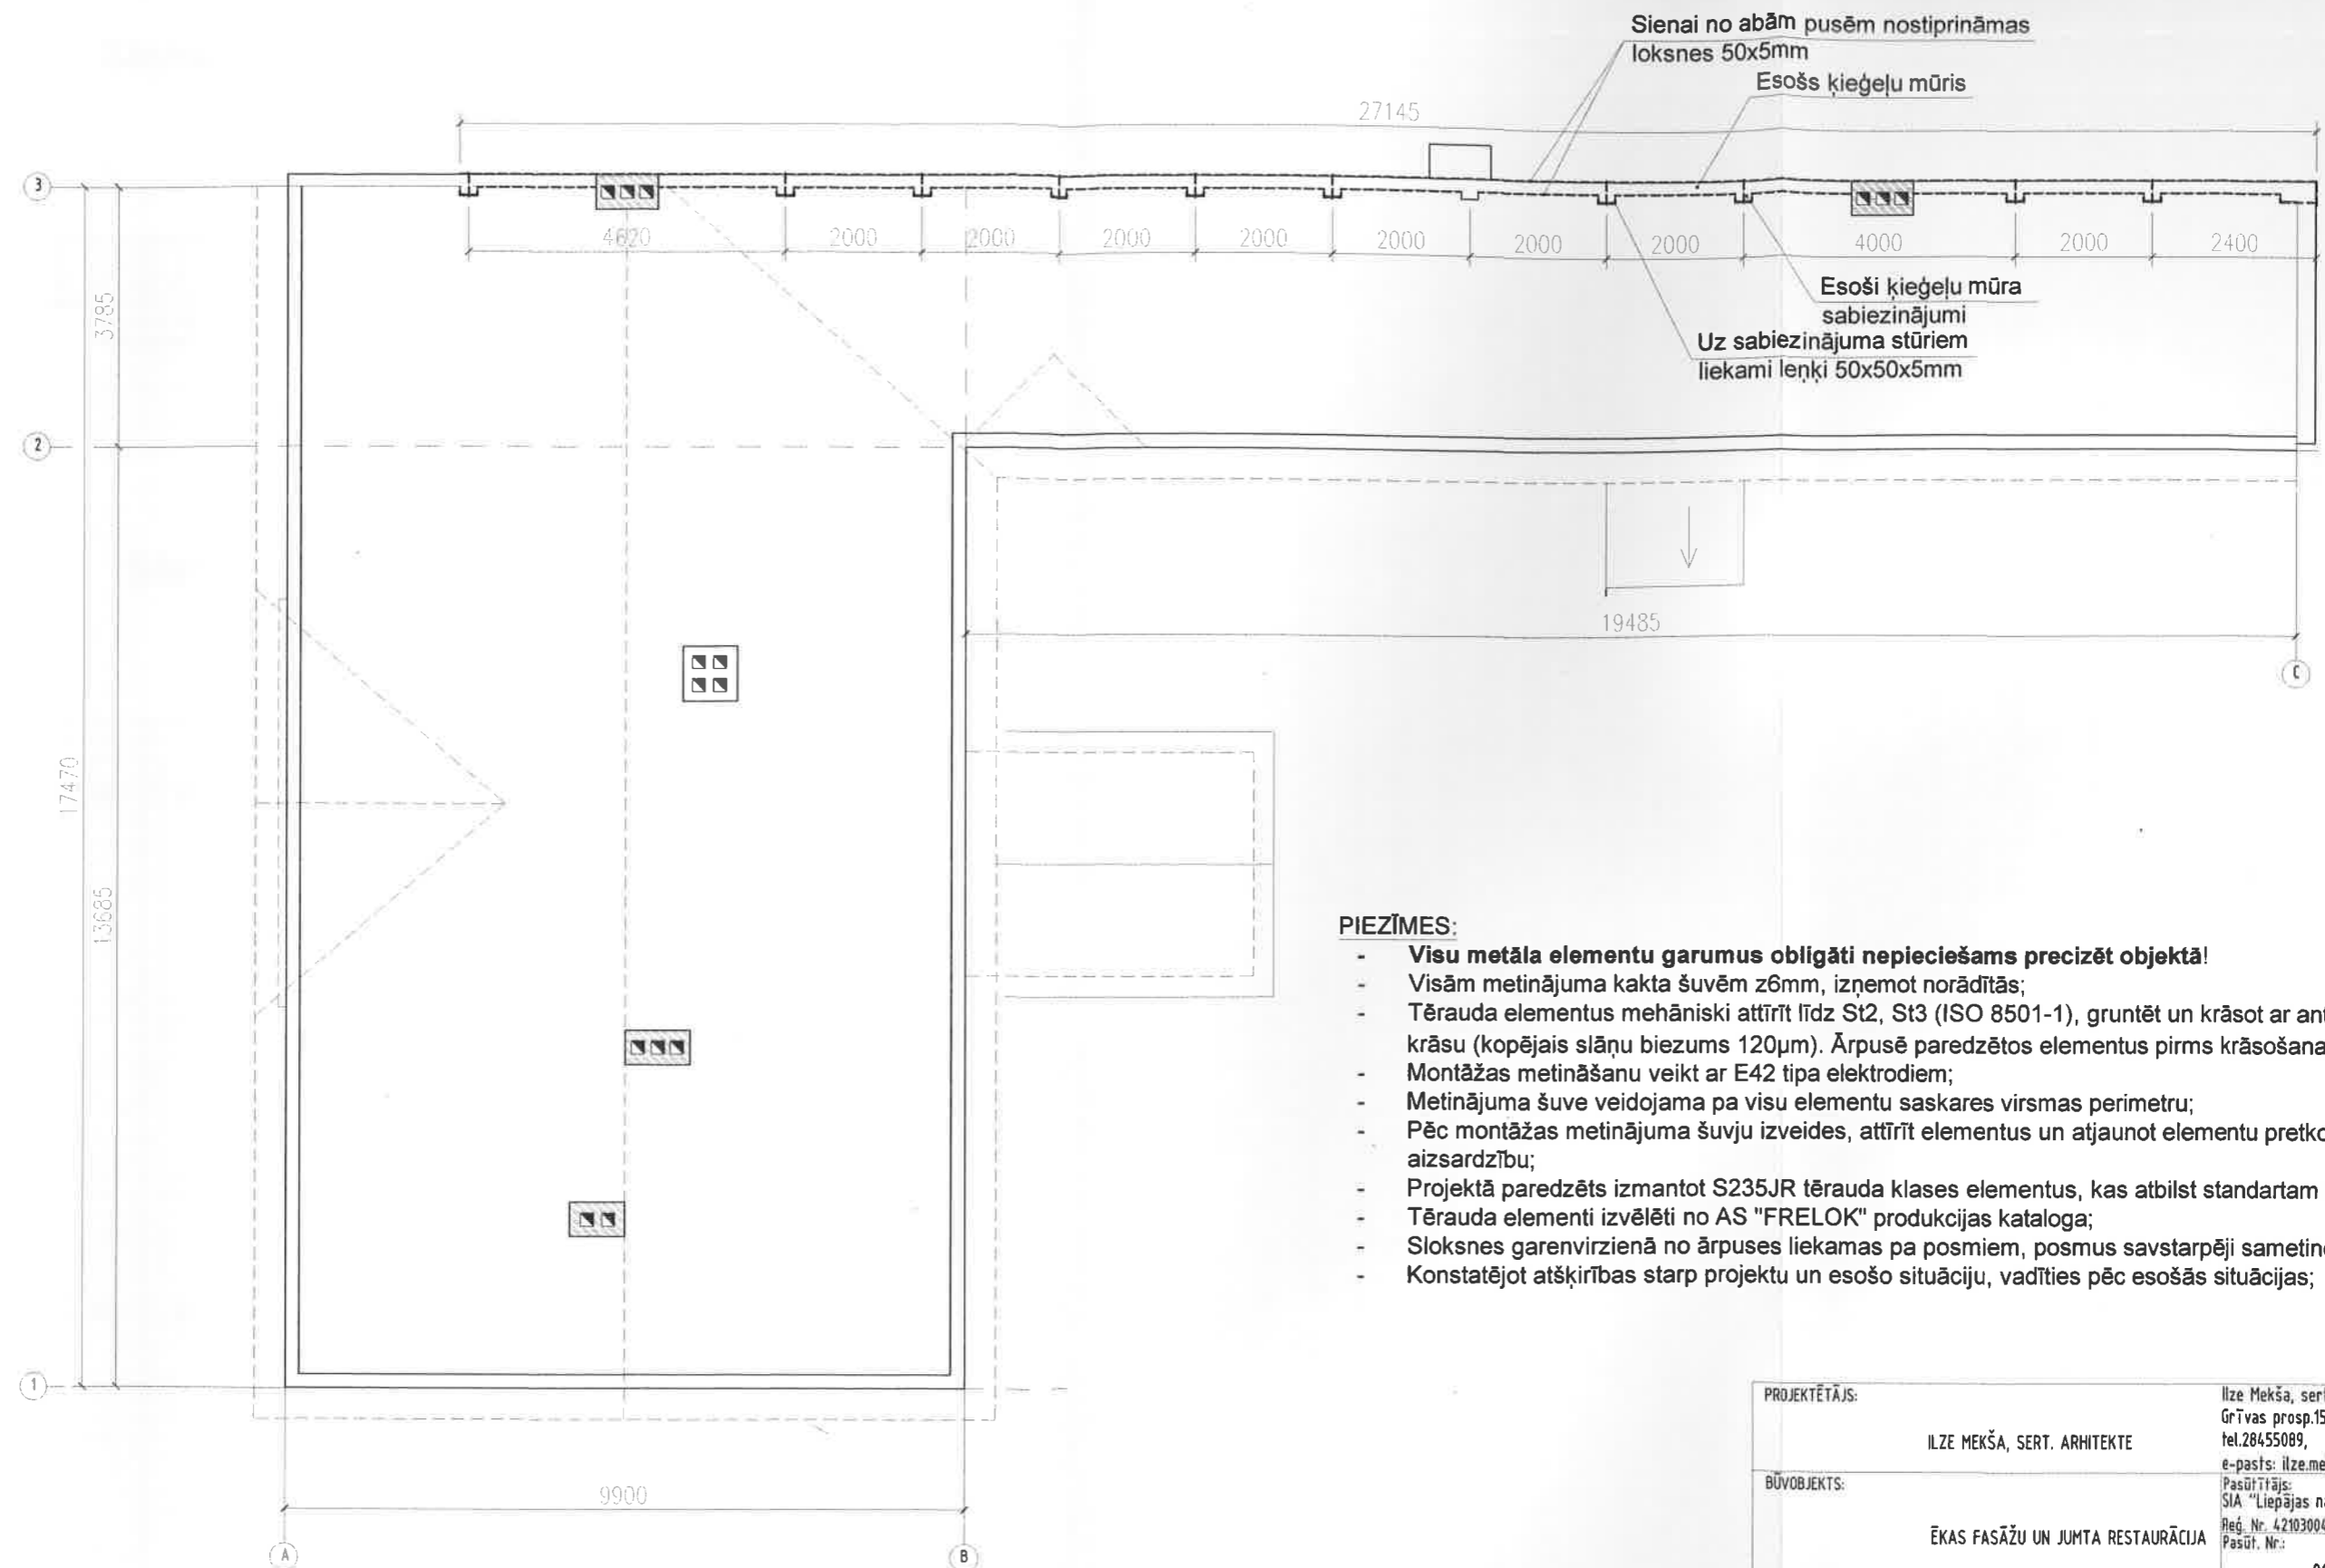 Sienai no abām pusēm nostiprināmas
loksnes 50x5mm
Esošs ķieģeļu mūris
27145
3
4620 2000 2000 2000 2000 2000 2000 2000 4000 2000 2400
Esoši ķieģeļu mūra
sabiezinājumi
Uz sabiezinājuma stūriem
liekami leņķi 50x50x5mm
3785
2
19485
C
17470
13685
PIEZĪMES:
- Visu metāla elementu garumus obligāti nepieciešams precizēt objektā!
- Visām metinājuma kakta šuvēm z6mm, izņemot norādītās;
- Tērauda elementus mehāniski attīrīt līdz St2, St3 (ISO 8501-1), gruntēt un krāsot ar
krāsu (kopējais slāņu biezums 120µm). Ārpusē paredzētos elementus pirms
- Montāžas metināšanu veikt ar E42 tipa elektrodiem;
- Metinājuma šuve veidojama pa visu elementu saskares virsmas perimetru;
- Pēc montāžas metinājuma šuvju izveides, attīrīt elementus un atjaunot elementu
aizsardzību;
- Projektā paredzēts izmantot S235JR tērauda klases elementus, kas atbilst standartam
- Tērauda elementi izvēlēti no AS "FRELOK" produkcijas kataloga;
- Sloksnes garenvirzienā no ārpuses liekamas pa posmiem, posmus savstarpēji
- Konstatējot atšķirības starp projektu un esošo situāciju, vadīties pēc esošās situācijas;
1
9900
A
B
PROJEKTĒTĀJS:
ILZE MEKŠA, SERT. ARHITEKTE
Ilze Mekša,
Grīvas prosp.
tel.28455089,
e-pasts:
BŪVOBJEKTS:
ĒKAS FASĀŽU UN JUMTA RESTAURĀCIJA
Pasūtītājs:
SIA "Liepājas
Reģ. Nr.
Pasūt. Nr.: